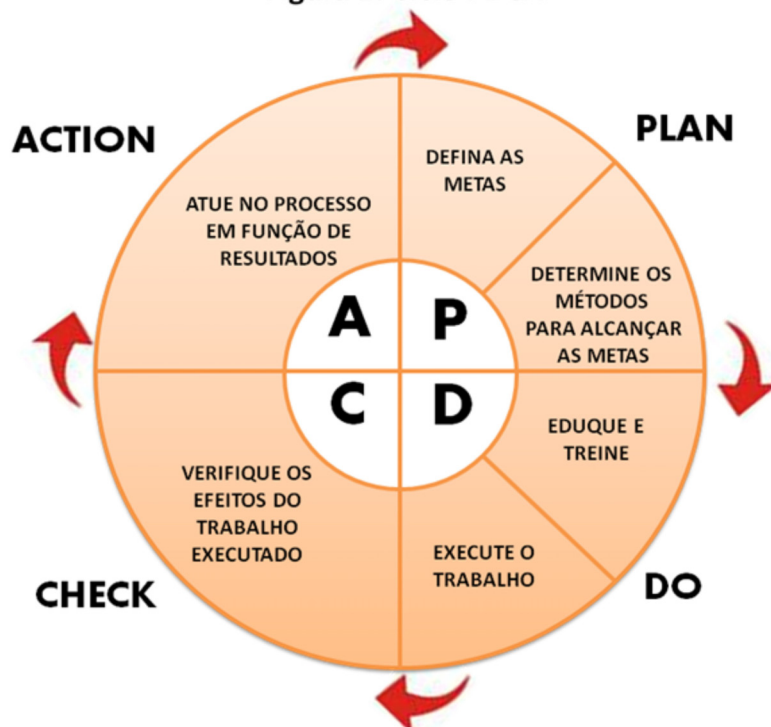 ACTION
PLAN
DEFINA AS
METAS
ATUE NO PROCESSO
EM FUNÇÃO DE
RESULTADOS
DETERMINE OS
MÉTODOS
PARA ALCANÇAR
AS METAS
A P
C D
EDUQUE E
TREINE
VERIFIQUE OS
EFEITOS DO
TRABALHO
EXECUTADO
EXECUTE O
TRABALHO
CHECK
DO